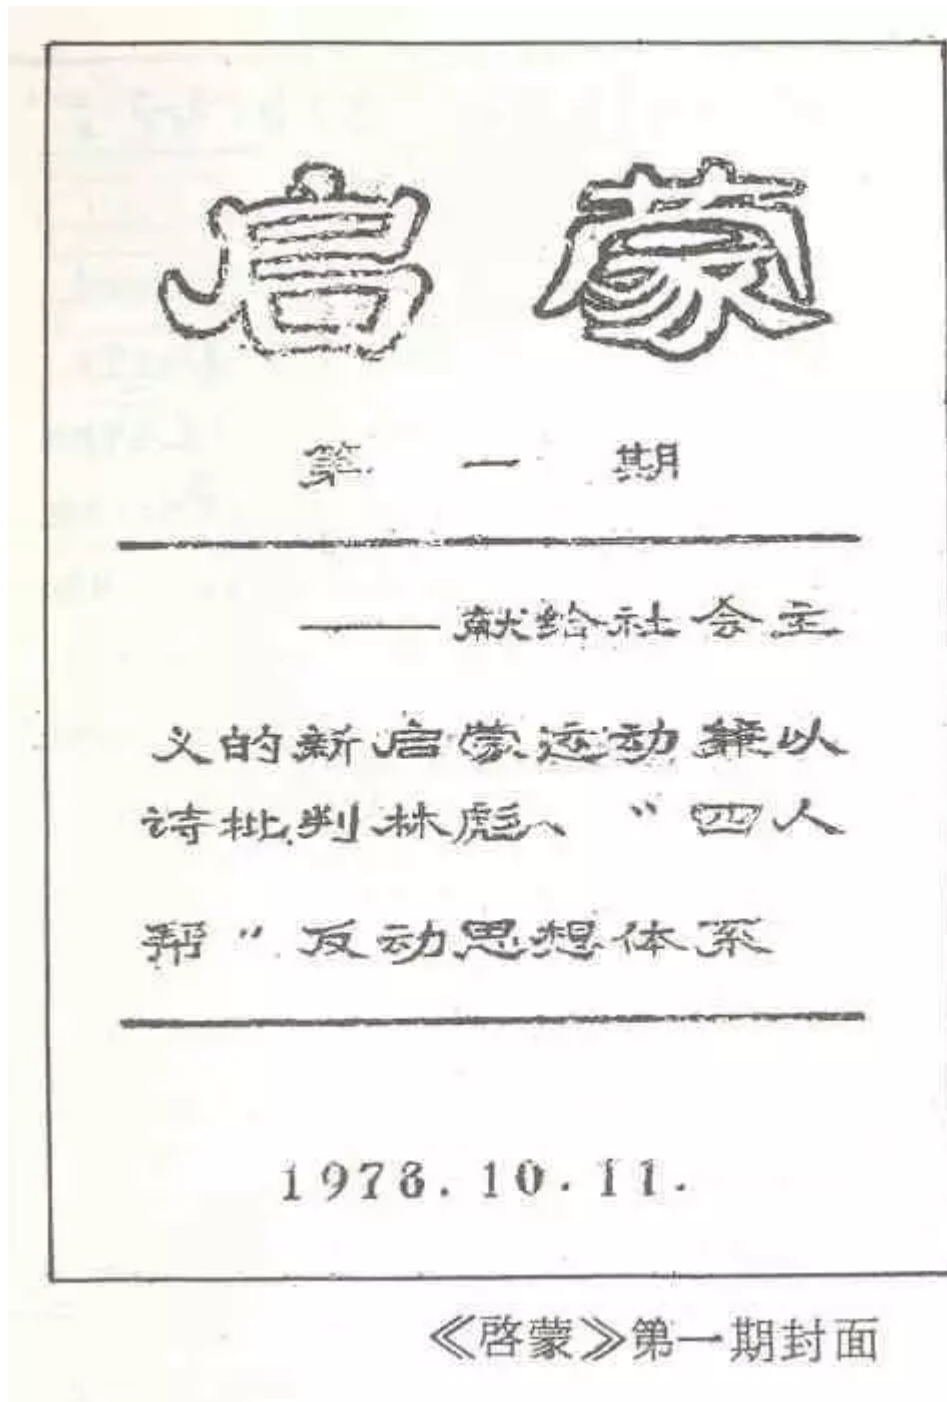 启蒙
第一期
——献给社会主
义的新启蒙运动兼以
诗批判林彪、“四人
帮”反动思想体系
1978.10.11.
《啓蒙》第一期封面